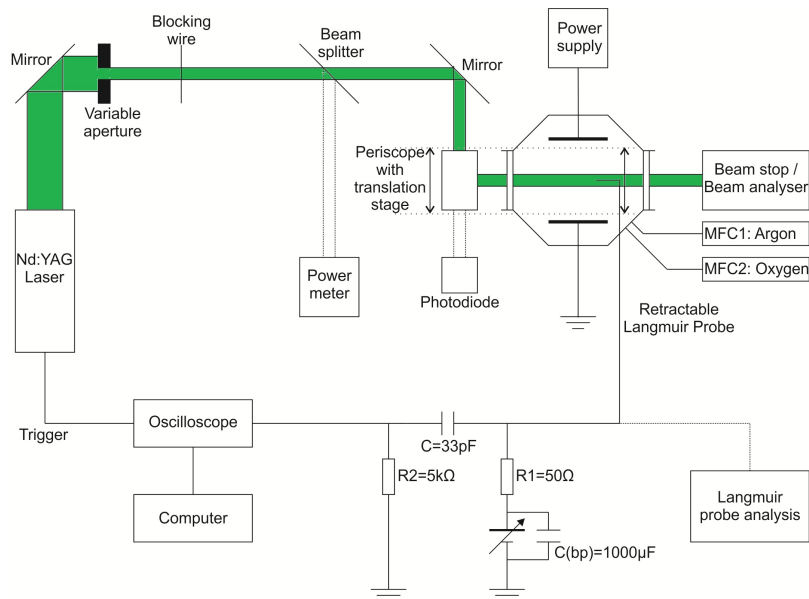 Blocking
wire
Beam
splitter
Power
supply
Mirror
Mirror
Variable
aperture
Periscope
with
translation
stage
Beam stop /
Beam analyser
MFC1: Argon
MFC2: Oxygen
Nd:YAG
Laser
Power
meter
Photodiode
Retractable
Langmuir Probe
Trigger
Oscilloscope
C=33pF
R2=5kΩ
R1=50Ω
Computer
Langmuir
probe analysis
C(bp)=1000µF